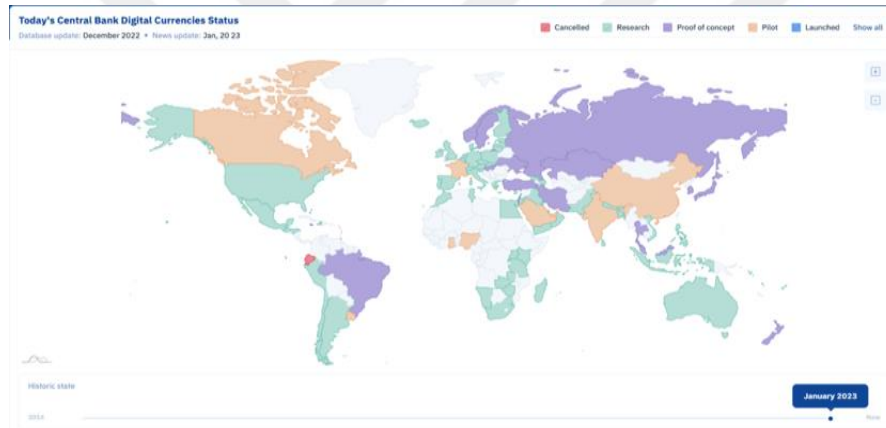 Today's Central Bank Digital Currencies Status
Database update: December 2022 • News update: Jan, 20 23
Cancelled Research Proof of concept Pilot Launched Show all
Historic state
January 2023
2014 Now